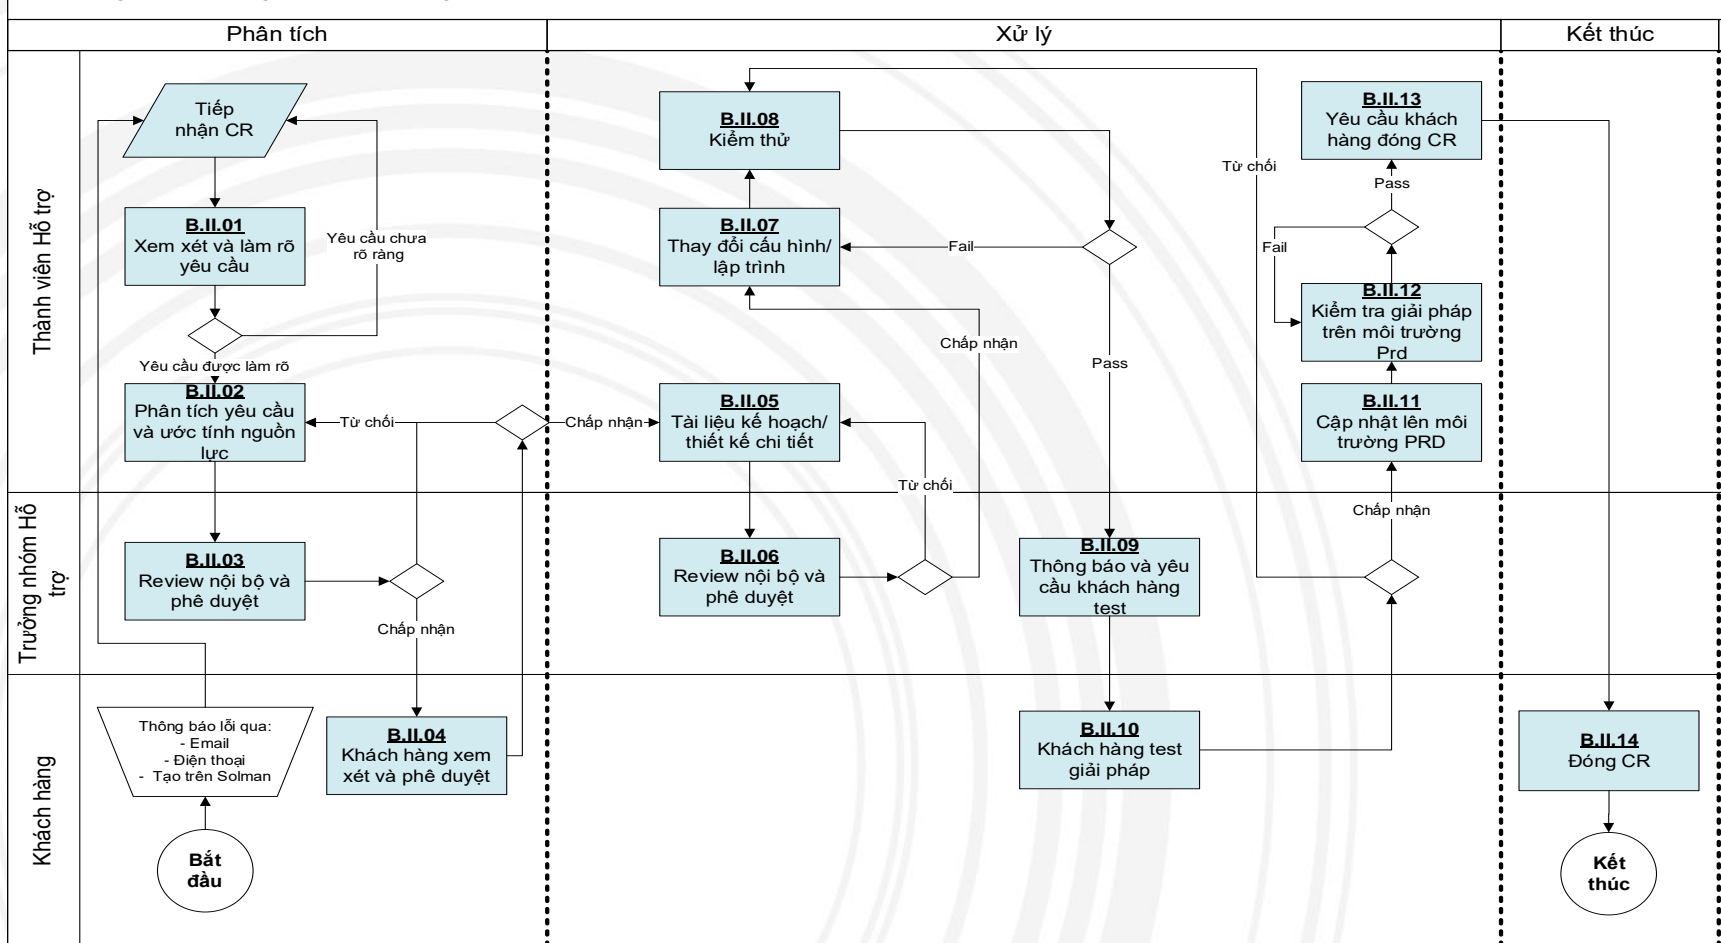 Phân tích
Xử lý
Kết thúc
Thành viên Hỗ trợ
Tiếp
nhận CR
B.II.01
Xem xét và làm rõ
yêu cầu
Yêu cầu chưa
rõ ràng
Yêu cầu được làm rõ
B.II.02
Phân tích yêu cầu
và ước tính nguồn
lực
Từ chối
Chấp nhận
B.II.08
Kiểm thử
B.II.07
Thay đổi cấu hình/
lập trình
Fail
Chấp nhận
Pass
B.II.05
Tài liệu kế hoạch/
thiết kế chi tiết
Từ chối
Từ chối
B.II.13
Yêu cầu khách
hàng đóng CR
Pass
Fail
B.II.12
Kiểm tra giải pháp
trên môi trường
Prd
B.II.11
Cập nhật lên môi
trường PRD
Chấp nhận
Trưởng nhóm Hỗ
trợ
B.II.03
Review nội bộ và
phê duyệt
Chấp nhận
B.II.06
Review nội bộ và
phê duyệt
B.II.09
Thông báo và yêu
cầu khách hàng
test
Khách hàng
Thông báo lỗi qua:
- Email
- Điện thoại
- Tạo trên Solman
Bắt
đầu
B.II.04
Khách hàng xem
xét và phê duyệt
B.II.10
Khách hàng test
giải pháp
B.II.14
Đóng CR
Kết
thúc